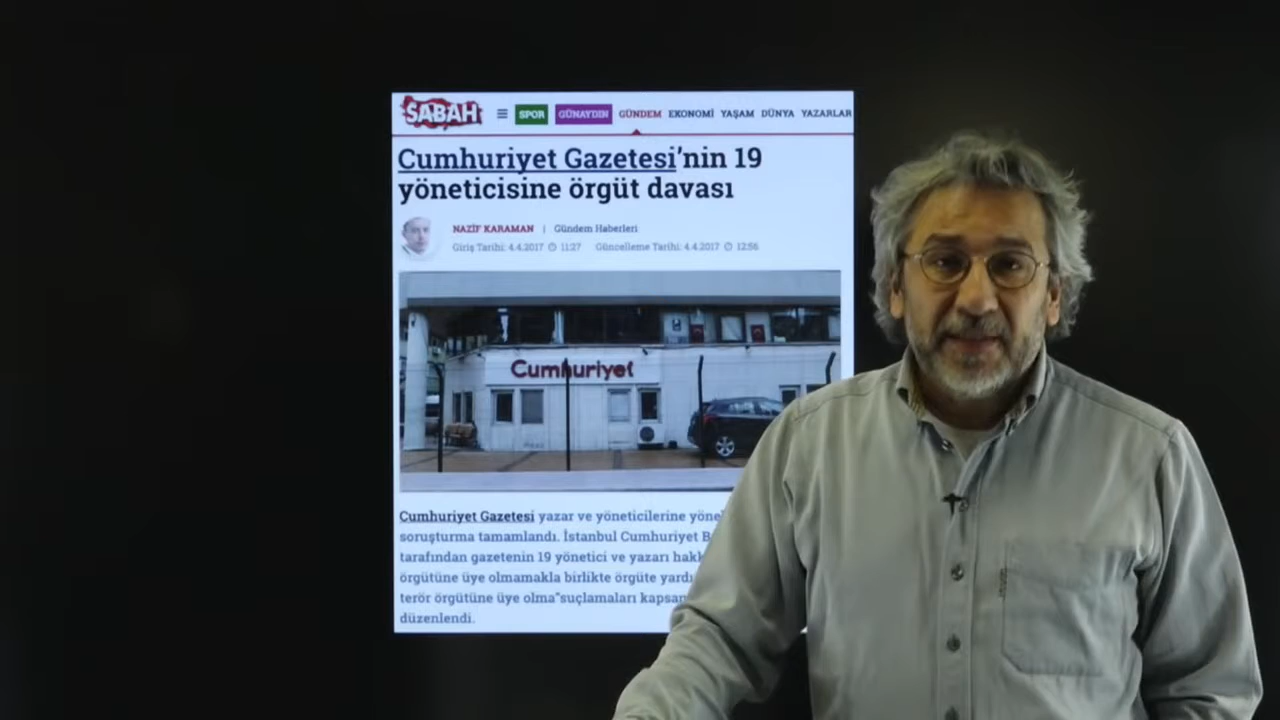 SABAH
SPOR GÜNAYDIN GÜNDEM EKONOMİ YAŞAM DÜNYA YAZARLAR
Cumhuriyet Gazetesi'nin 19
yöneticisine örgüt davası
NAZİF KARAMAN | Gündem Haberleri
Giriş Tarihi: 4.4.2017 11:27 Güncelleme Tarihi: 4.4.2017 12:56
Cumhuriyet
Cumhuriyet Gazetesi yazar ve yöneticilerine
soruşturma tamamlandı. İstanbul Cumhuriyet
tarafından gazetenin 19 yönetici ve yazarı
örgütüne üye olmamakla birlikte örgüte
terör örgütüne üye olma"suçlamaları
düzenlendi.